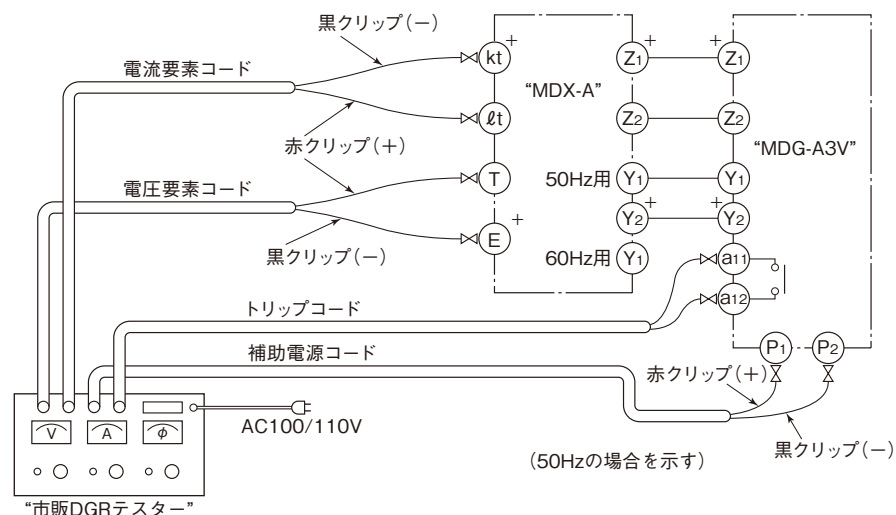 黒クリップ(−)
電流要素コード
赤クリップ(+)
電圧要素コード
黒クリップ(−)
kt +
ℓt
T
E +
“MDX-A”
Z1 +
Z2
50Hz用 Y1
Y2 +
60Hz用 Y1
+ Z1
Z2
“MDG-A3V”
Y1
+ Y2
a11
a12
P1
P2
トリップコード
補助電源コード
赤クリップ(+)
黒クリップ(−)
AC100/110V
V
A
φ
(50Hzの場合を示す)
“市販DGRテスター”